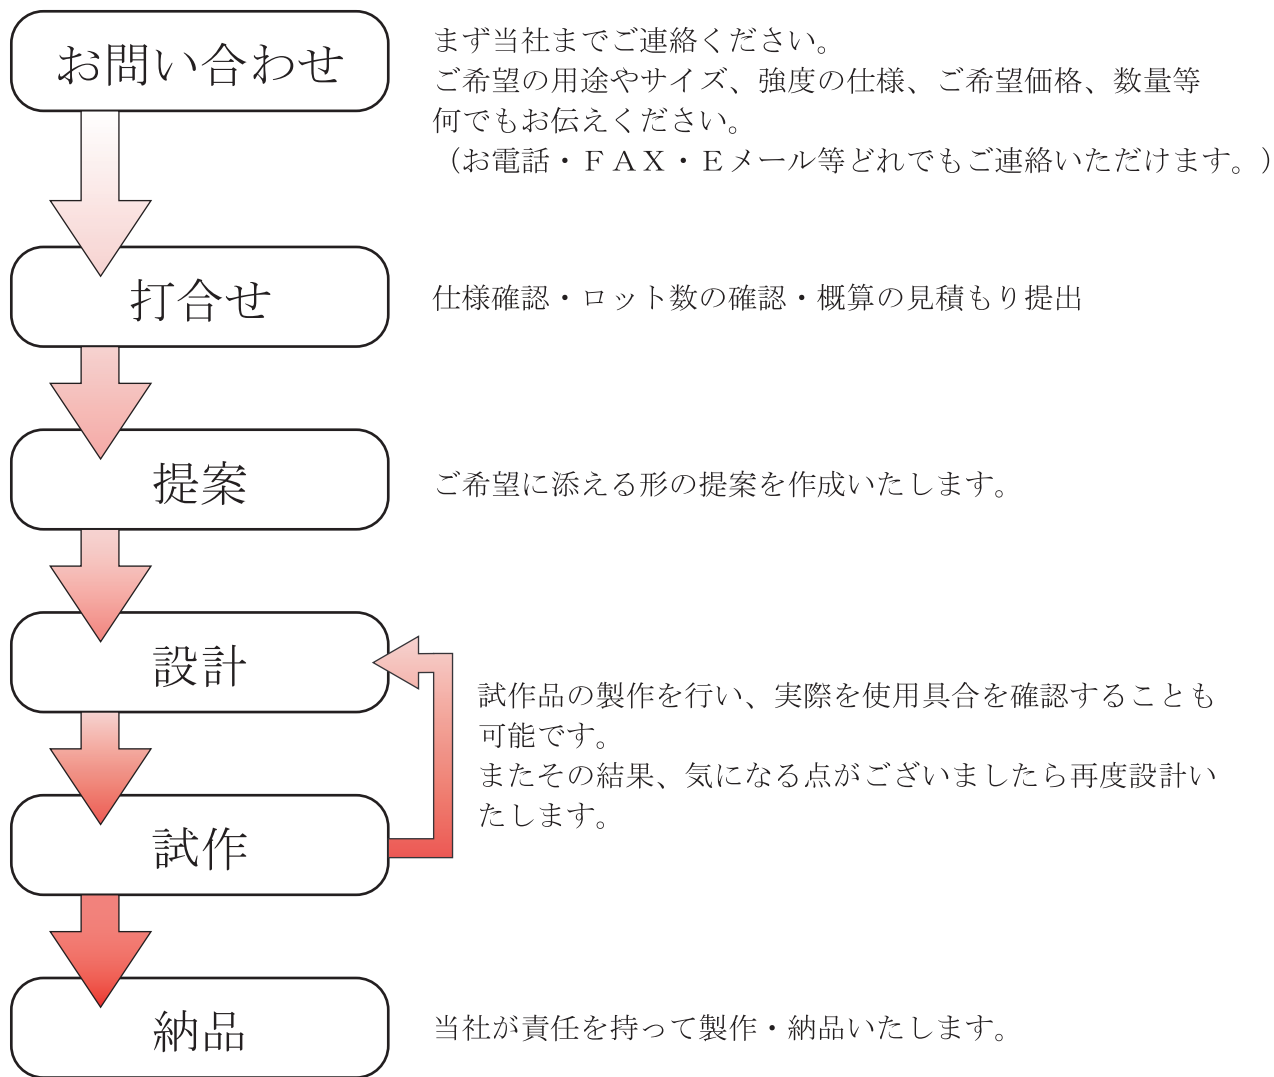 お問い合わせ
まず当社までご連絡ください。
ご希望の用途やサイズ、強度の仕様、ご希望価格、数量等
何でもお伝えください。
（お電話・ＦＡＸ・Ｅメール等どれでもご連絡いただけます。）
打合せ
仕様確認・ロット数の確認・概算の見積もり提出
提案
ご希望に添える形の提案を作成いたします。
設計
試作品の製作を行い、実際を使用具合を確認することも
可能です。
またその結果、気になる点がございましたら再度設計い
たします。
試作
納品
当社が責任を持って製作・納品いたします。